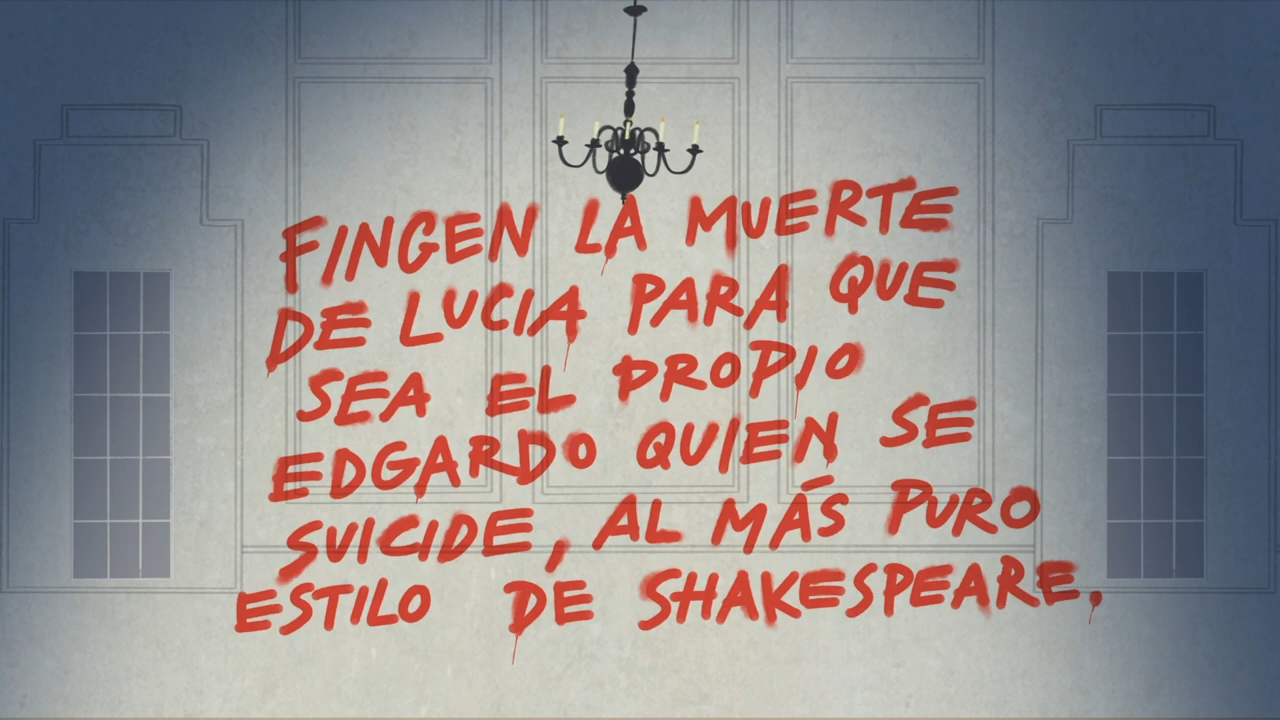 FINGEN LA MUERTE
DE LUCIA PARA QUE
SEA EL PROPIO
EDGARDO QUIEN SE
SUICIDE, AL MÁS PURO
ESTILO DE SHAKESPEARE,